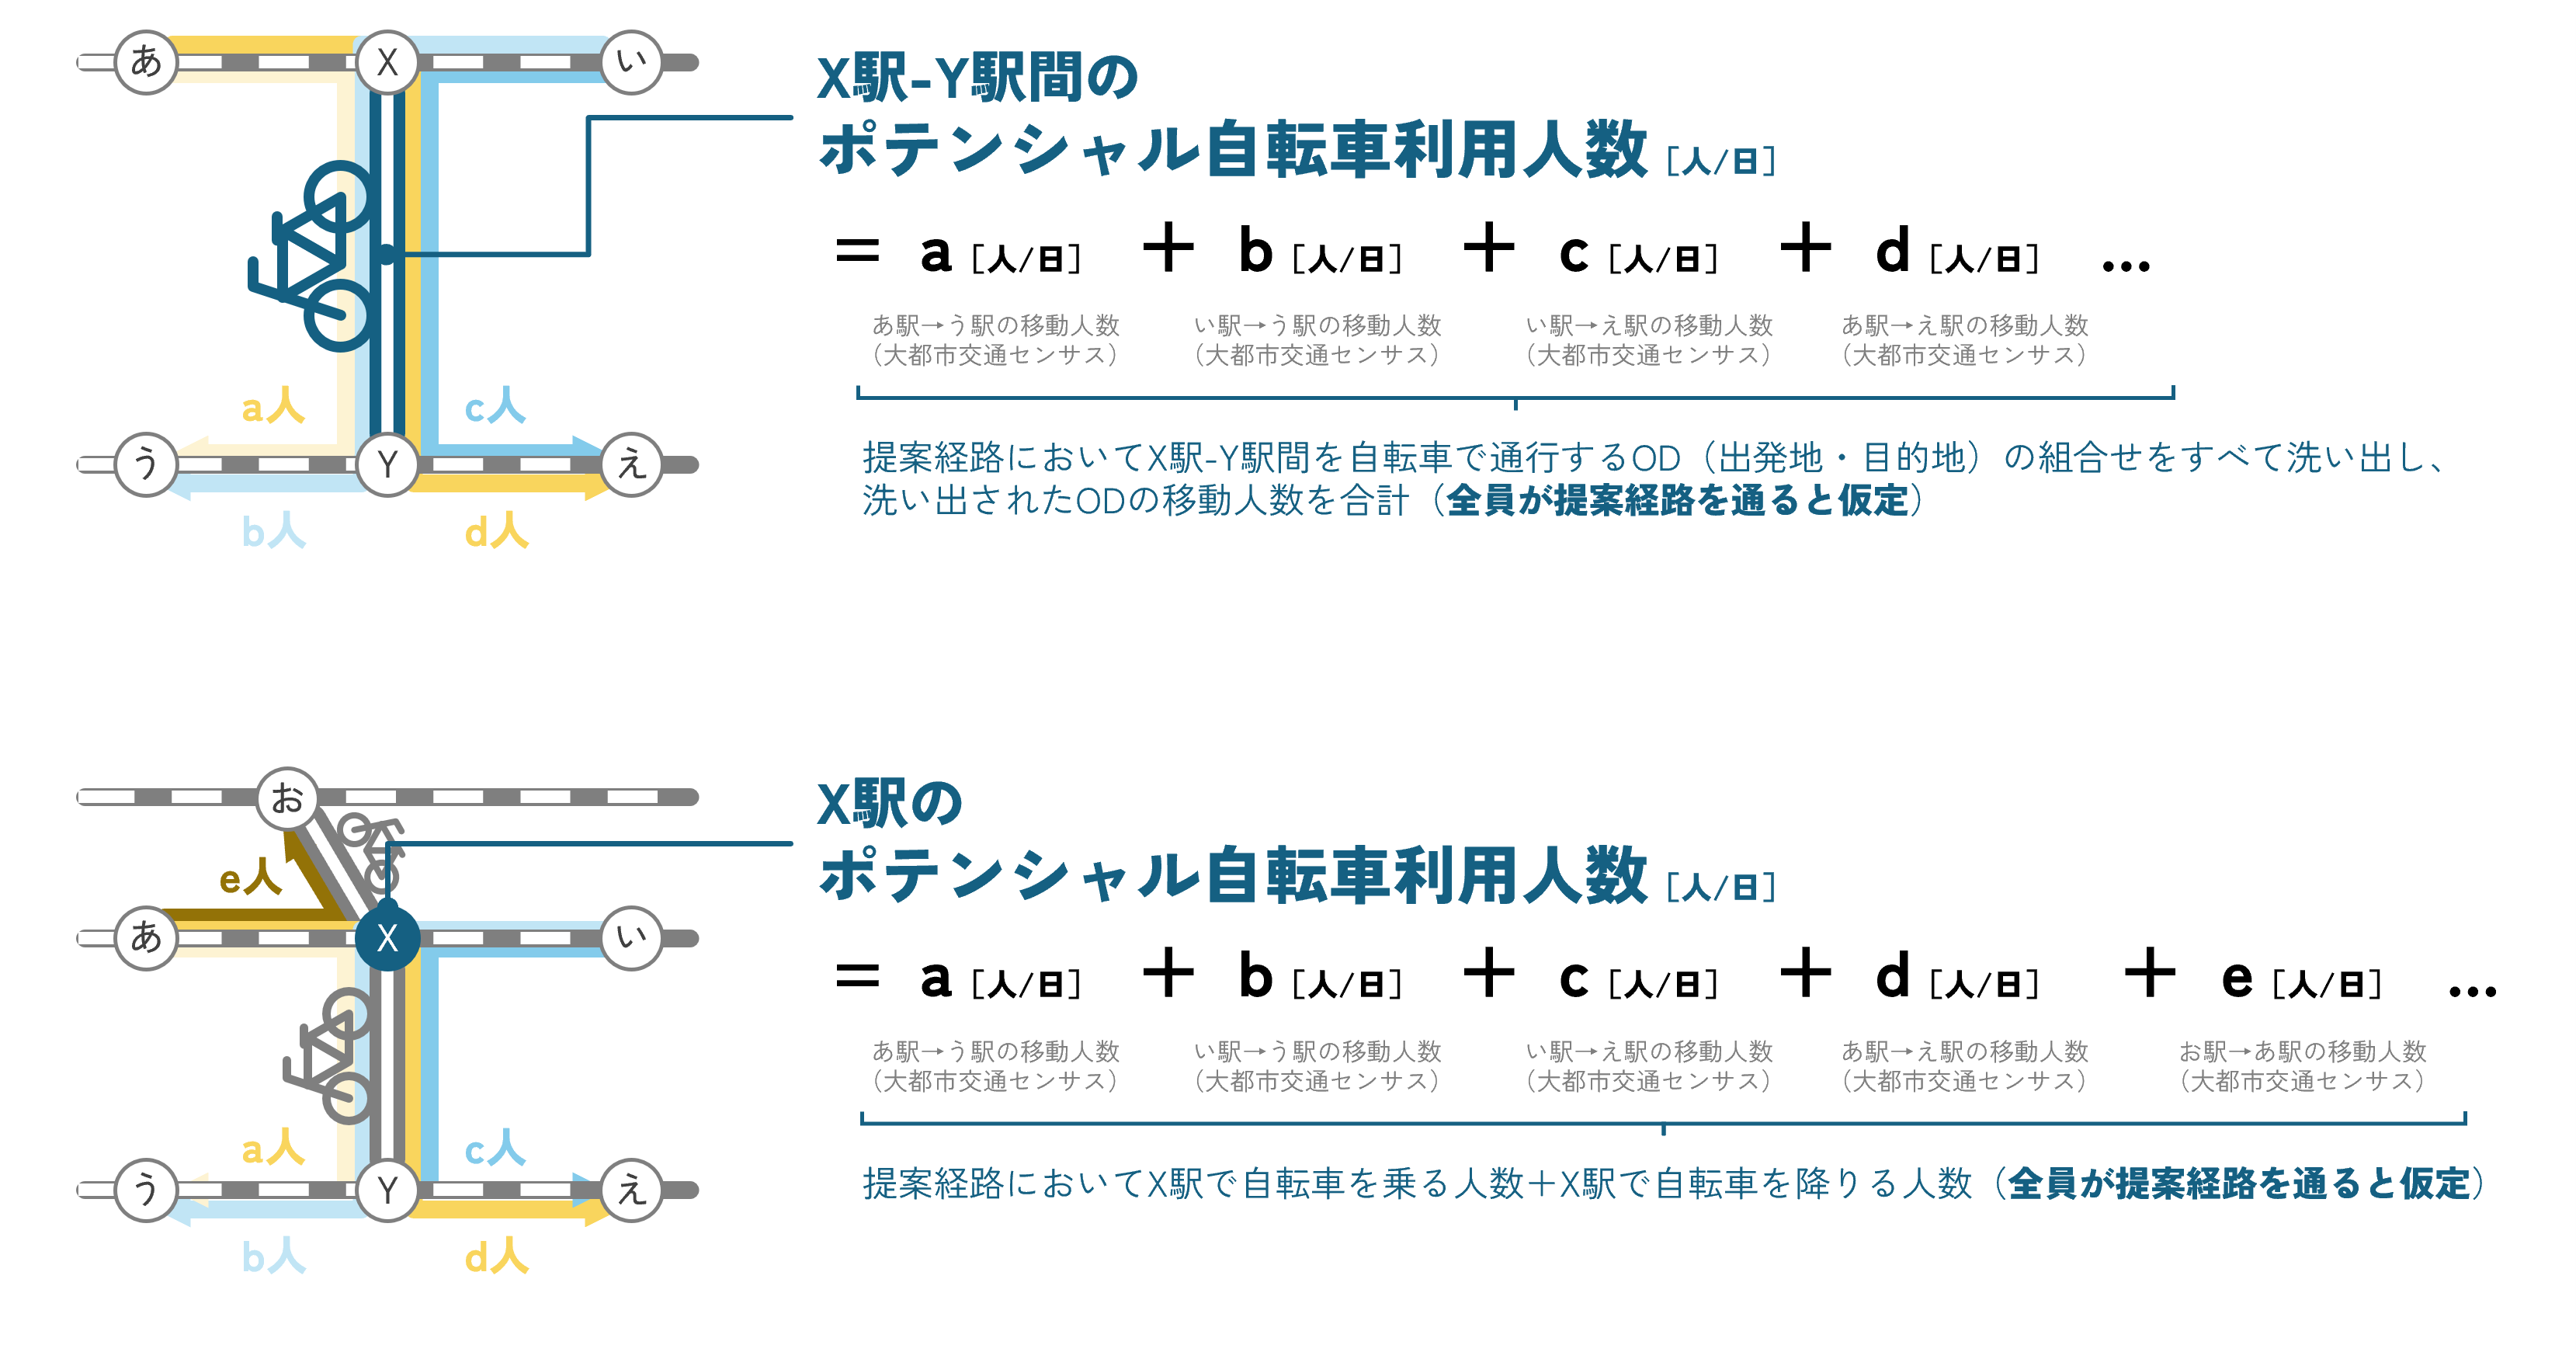 あ
X
い
a人
c人
う
Y
え
b人
d人
X駅-Y駅間の
ポテンシャル自転車利用人数［人/日］
= a［人/日］ + b［人/日］ + c［人/日］ + d［人/日］ …
あ駅→う駅の移動人数 い駅→う駅の移動人数 い駅→え駅の移動人数 あ駅→え駅の移動人数
（大都市交通センサス） （大都市交通センサス） （大都市交通センサス） （大都市交通センサス）
提案経路においてX駅-Y駅間を自転車で通行するOD（出発地・目的地）の組合せをすべて洗い出し、
洗い出されたODの移動人数を合計（全員が提案経路を通ると仮定）
お
e人
あ
X
い
a人
c人
う
Y
え
b人
d人
X駅の
ポテンシャル自転車利用人数［人/日］
= a［人/日］ + b［人/日］ + c［人/日］ + d［人/日］ + e［人/日］ …
あ駅→う駅の移動人数 い駅→う駅の移動人数 い駅→え駅の移動人数 あ駅→え駅の移動人数 お駅→あ駅の移動人数
（大都市交通センサス） （大都市交通センサス） （大都市交通センサス） （大都市交通センサス） （大都市交通センサス）
提案経路においてX駅で自転車を乗る人数＋X駅で自転車を降りる人数（全員が提案経路を通ると仮定）